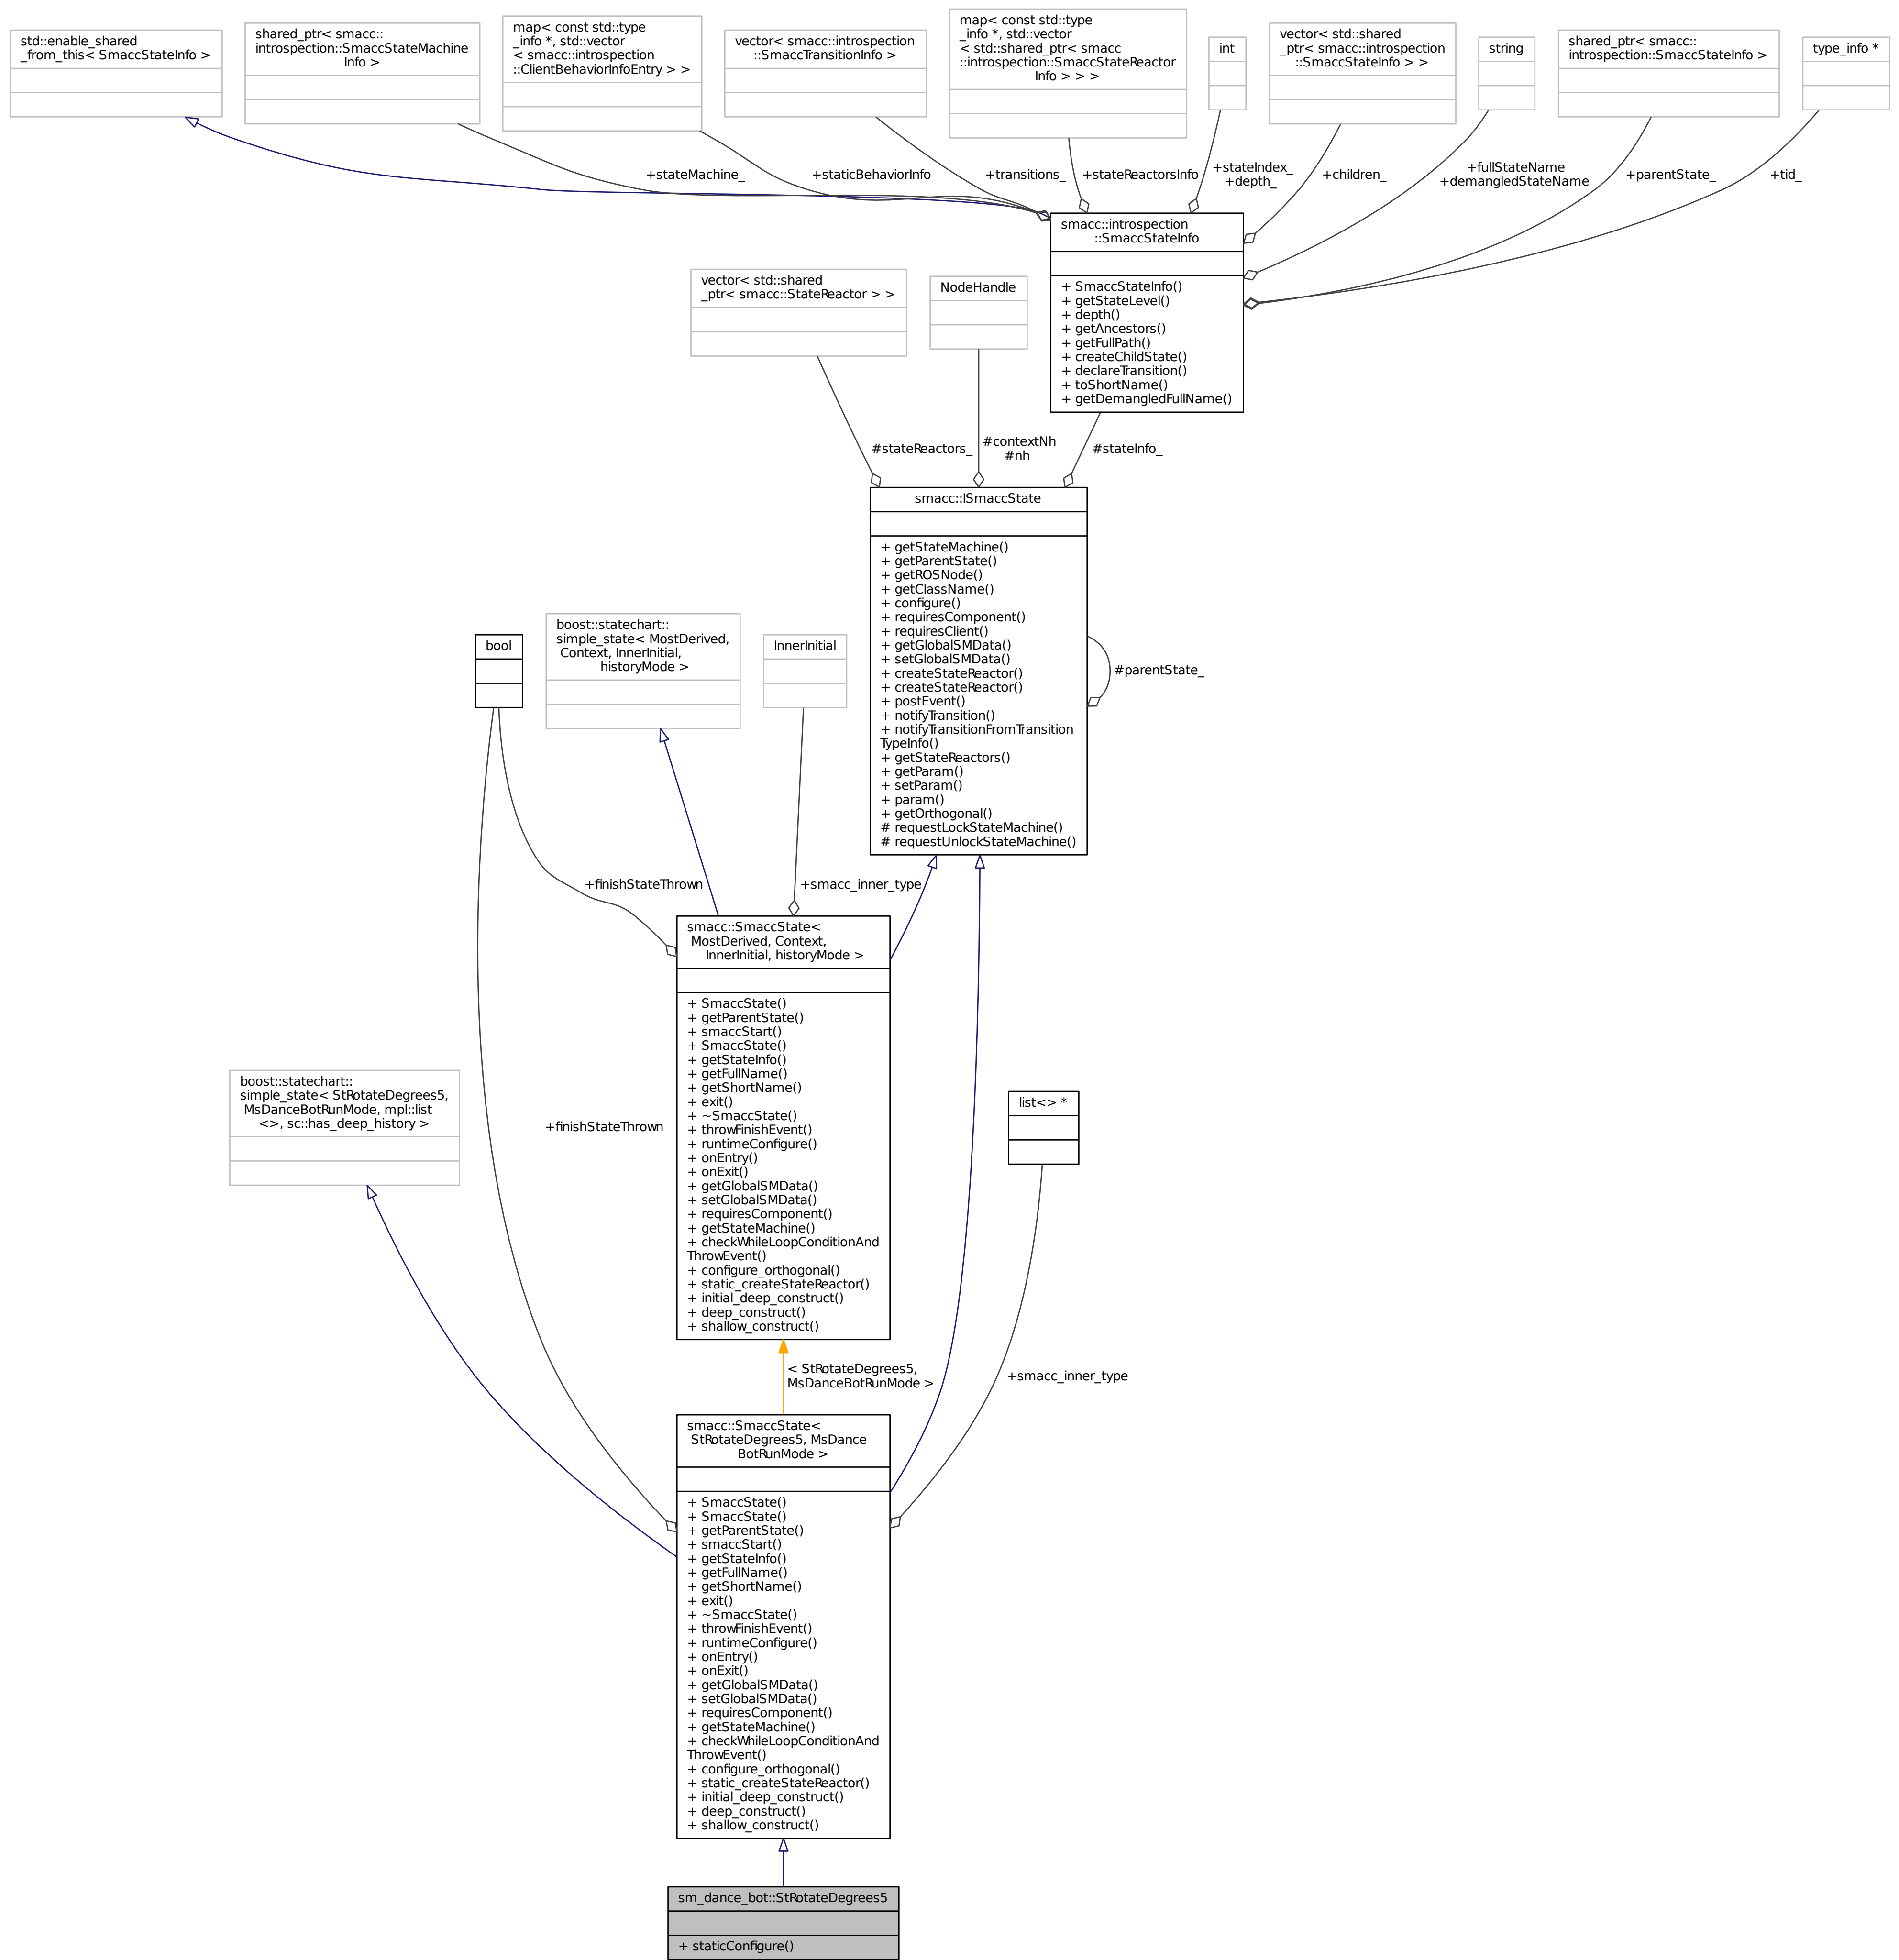 std::enable_shared
_from_this< SmaccStateInfo >
shared_ptr< smacc::
introspection::SmaccStateMachine
Info >
map< const std::type
_info *, std::vector
< smacc::introspection
::ClientBehaviorInfoEntry > >
vector< smacc::introspection
::SmaccTransitionInfo >
map< const std::type
_info *, std::vector
< std::shared_ptr< smacc
::introspection::SmaccStateReactor
Info > > >
int
vector< std::shared
_ptr< smacc::introspection
::SmaccStateInfo > >
string
shared_ptr< smacc::
introspection::SmaccStateInfo >
type_info *
+stateMachine_
+staticBehaviorInfo
+transitions_
+stateReactorsInfo
+stateIndex_
+depth_
+children_
+fullStateName
+demangledStateName
+parentState_
+tid_
smacc::introspection
::SmaccStateInfo
+ SmaccStateInfo()
+ getStateLevel()
+ depth()
+ getAncestors()
+ getFullPath()
+ createChildState()
+ declareTransition()
+ toShortName()
+ getDemangledFullName()
vector< std::shared
_ptr< smacc::StateReactor > >
NodeHandle
#stateReactors_
#contextNh
#nh
#stateInfo_
smacc::ISmaccState
+ getStateMachine()
+ getParentState()
+ getROSNode()
+ getClassName()
+ configure()
+ requiresComponent()
+ requiresClient()
+ getGlobalSMData()
+ setGlobalSMData()
+ createStateReactor()
+ createStateReactor()
+ postEvent()
+ notifyTransition()
+ notifyTransitionFromTransition
TypeInfo()
+ getStateReactors()
+ getParam()
+ setParam()
+ param()
+ getOrthogonal()
# requestLockStateMachine()
# requestUnlockStateMachine()
#parentState_
bool
boost::statechart::
simple_state< MostDerived,
Context, InnerInitial,
historyMode >
InnerInitial
+finishStateThrown
+smacc_inner_type
smacc::SmaccState<
MostDerived, Context,
InnerInitial, historyMode >
+ SmaccState()
+ getParentState()
+ smaccStart()
+ SmaccState()
+ getStateInfo()
+ getFullName()
+ getShortName()
+ exit()
+ ~SmaccState()
+ throwFinishEvent()
+ runtimeConfigure()
+ onEntry()
+ onExit()
+ getGlobalSMData()
+ setGlobalSMData()
+ requiresComponent()
+ getStateMachine()
+ checkWhileLoopConditionAnd
ThrowEvent()
+ configure_orthogonal()
+ static_createStateReactor()
+ initial_deep_construct()
+ deep_construct()
+ shallow_construct()
boost::statechart::
simple_state< StRotateDegrees5,
MsDanceBotRunMode, mpl::list
<>, sc::has_deep_history >
+finishStateThrown
list<> *
< StRotateDegrees5,
MsDanceBotRunMode >
+smacc_inner_type
smacc::SmaccState<
StRotateDegrees5, MsDance
BotRunMode >
+ SmaccState()
+ SmaccState()
+ getParentState()
+ smaccStart()
+ getStateInfo()
+ getFullName()
+ getShortName()
+ exit()
+ ~SmaccState()
+ throwFinishEvent()
+ runtimeConfigure()
+ onEntry()
+ onExit()
+ getGlobalSMData()
+ setGlobalSMData()
+ requiresComponent()
+ getStateMachine()
+ checkWhileLoopConditionAnd
ThrowEvent()
+ configure_orthogonal()
+ static_createStateReactor()
+ initial_deep_construct()
+ deep_construct()
+ shallow_construct()
sm_dance_bot::StRotateDegrees5
+ staticConfigure()